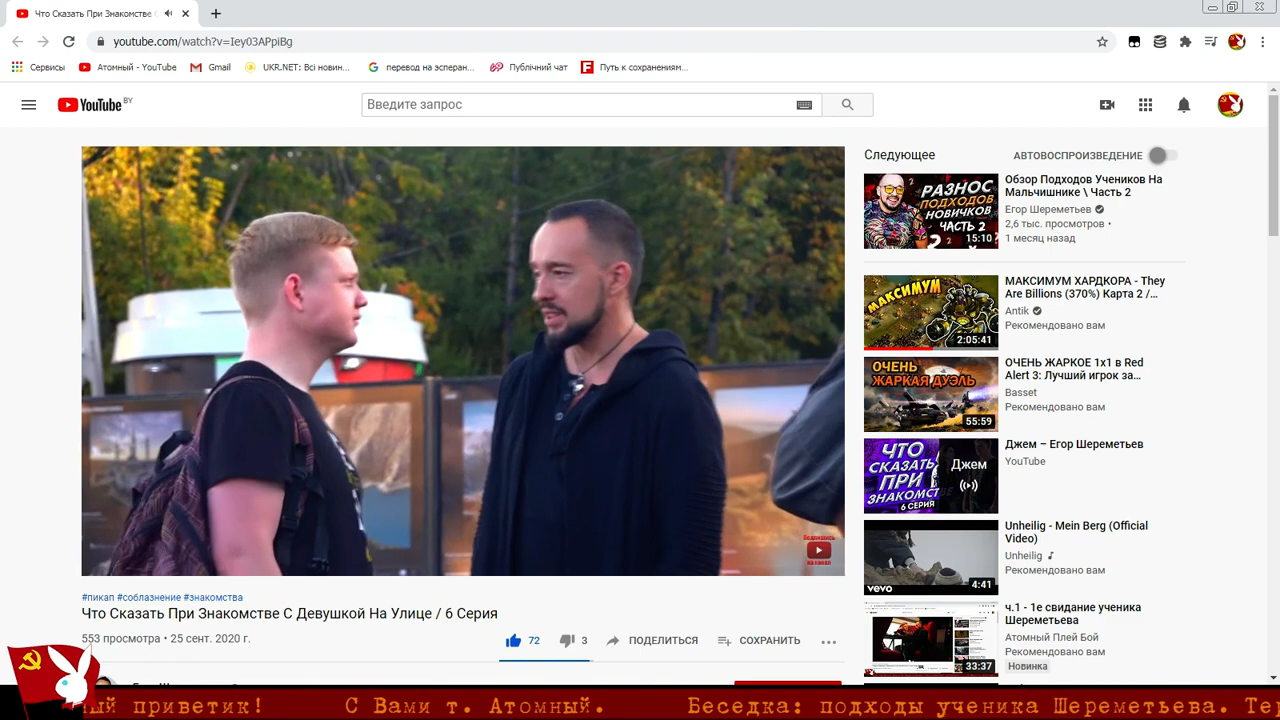 Что Сказать При Знакомстве
youtube.com/watch?v=Iey03APpiBg
Сервисы
Атомный - YouTube
Gmail
UKR.NET: Всі новин...
перевод на эсперан...
Публічний чат
Путь к сохранениям...
YouTube BY
Введите запрос
Следующее
АВТОВОСПРОИЗВЕДЕНИЕ
РАЗНОС
ПОДХОДОВ
НОВИЧКОВ
ЧАСТЬ 2
15:10
Обзор Подходов Учеников На
Мальчишнике \ Часть 2
Егор Шереметьев
2,6 тыс. просмотров •
1 месяц назад
МАКСИМУМ
2:05:41
МАКСИМУМ ХАРДКОРА - They
Are Billions (370%) Карта 2 /...
Antik
Рекомендовано вам
ОЧЕНЬ
ЖАРКАЯ ДУЭЛЬ
55:59
ОЧЕНЬ ЖАРКОЕ 1x1 в Red
Alert 3: Лучший игрок за...
Basset
Рекомендовано вам
ЧТО
СКАЗАТЬ
ПРИ
ЗНАКОМСТ
6 СЕРИЯ
Джем
Джем – Егор Шереметьев
YouTube
vevo
4:41
Unheilig - Mein Berg (Official
Video)
Unheilig
Рекомендовано вам
33:37
ч.1 - 1е свидание ученика
Шереметьева
Атомный Плей Бой
Рекомендовано вам
Новинка
Подпишись
на канал
#пикап #соблазнение #знакомства
Что Сказать При Знакомстве С Девушкой На Улице / 6 Серия
553 просмотра • 25 сент. 2020 г.
72
3
ПОДЕЛИТЬСЯ
СОХРАНИТЬ
ный приветик! С Вами т. Атомный. Беседка: подходы ученика Шереметьева. Тер